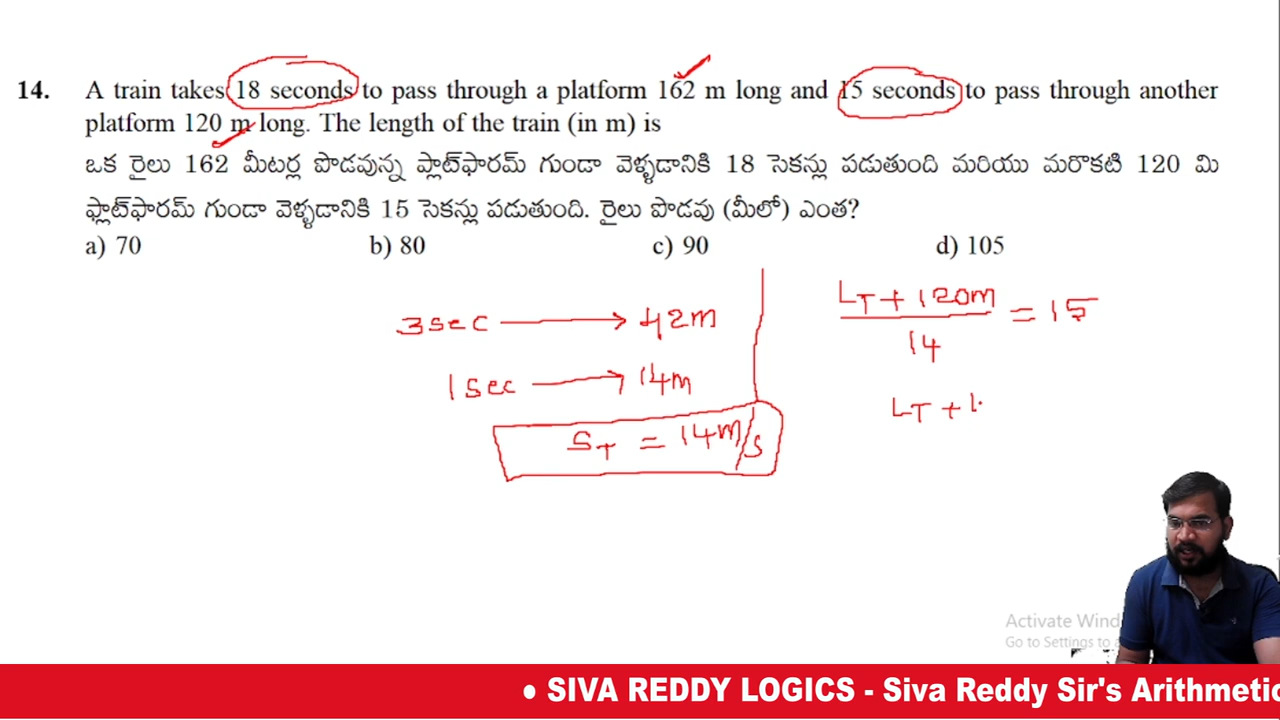 14. A train takes 18 seconds to pass through a platform 162 m long and 15 seconds to pass through another
platform 120 m long. The length of the train (in m) is
ఒక రైలు 162 మీటర్ల పొడవున్న ప్లాట్‌ఫారమ్ గుండా వెళ్ళడానికి 18 సెకన్లు పడుతుంది మరియు మరొకటి 120 మి
ఫ్లాట్‌ఫారమ్ గుండా వెళ్ళడానికి 15 సెకన్లు పడుతుంది. రైలు పొడవు (మీలో) ఎంత?
a) 70 b) 80 c) 90 d) 105
3sec → 42m
1sec → 14m
ST = 14m/s
LT + 120m
14
= 15
LT + 1
Activate Wind
Go to Settings to
● SIVA REDDY LOGICS - Siva Reddy Sir's Arithmetic